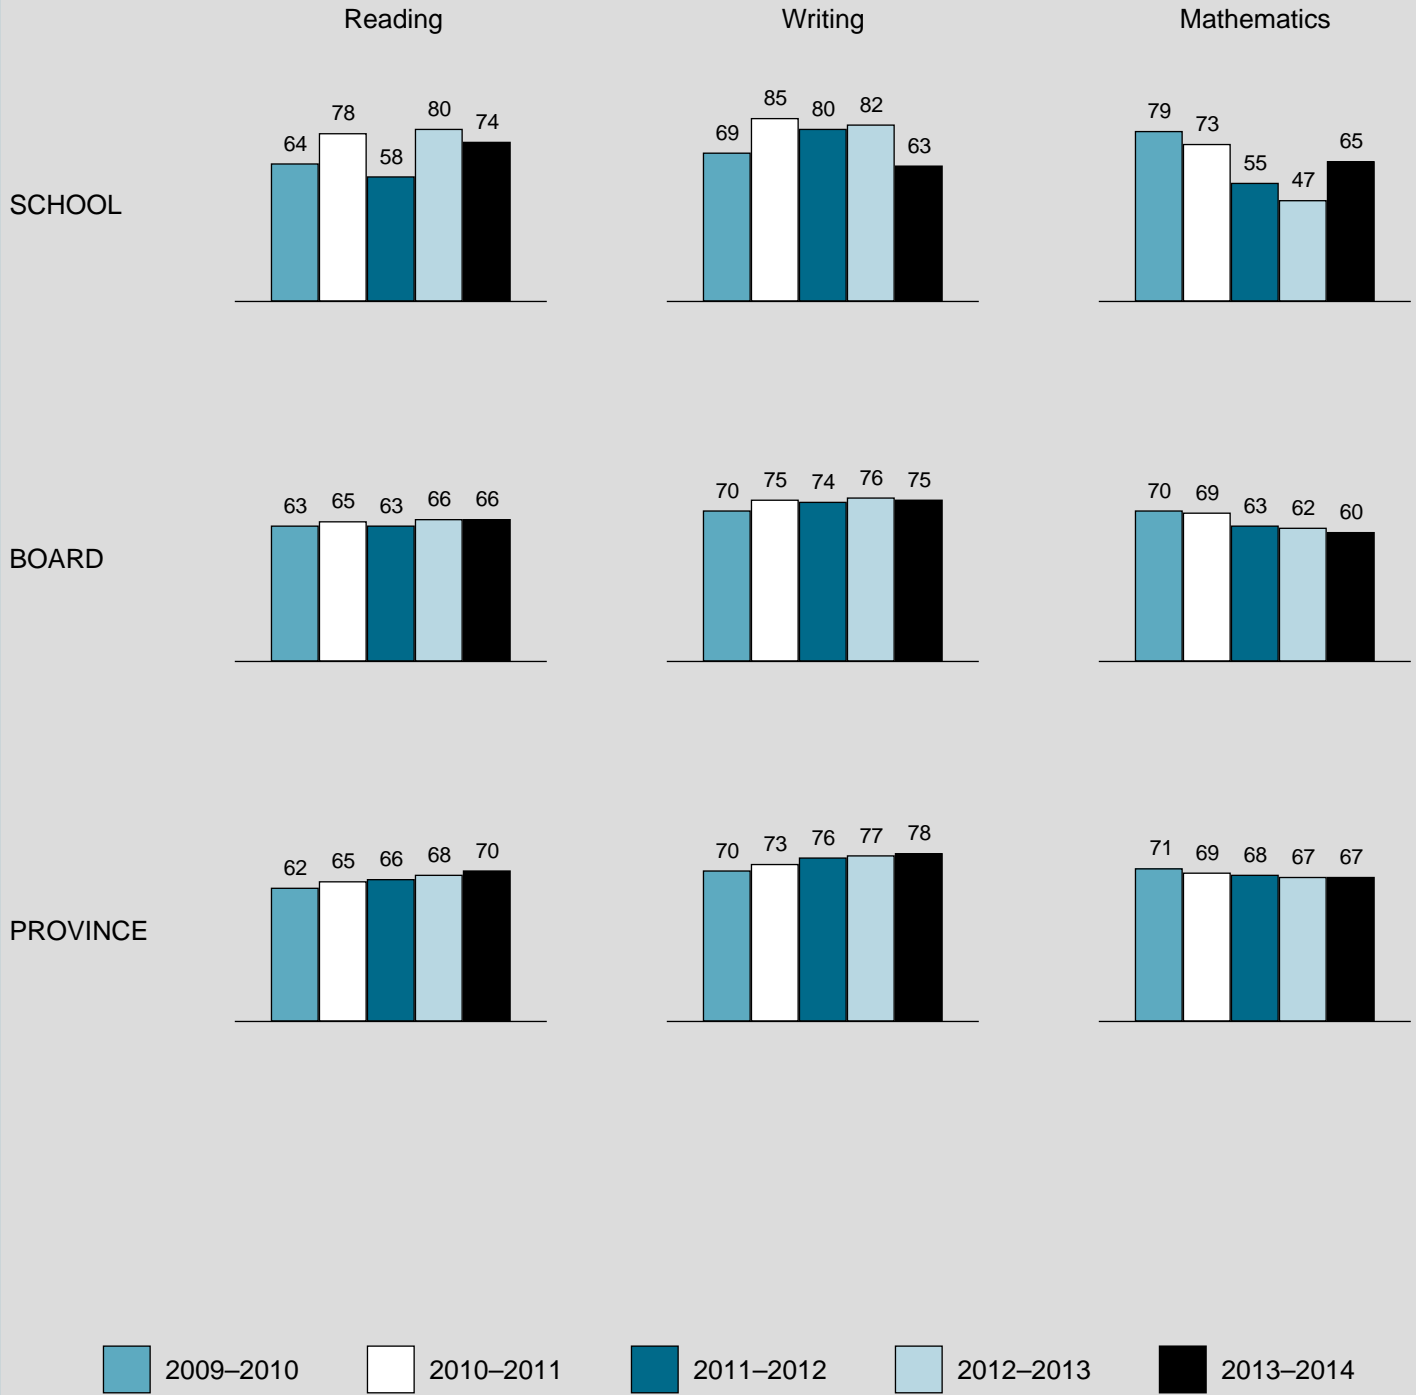 Reading Writing Mathematics
SCHOOL
64 78 58 80 74
69 85 80 82 63
79 73 55 47 65
BOARD
63 65 63 66 66
70 75 74 76 75
70 69 63 62 60
PROVINCE
62 65 66 68 70
70 73 76 77 78
71 69 68 67 67
2009–2010 2010–2011 2011–2012 2012–2013 2013–2014